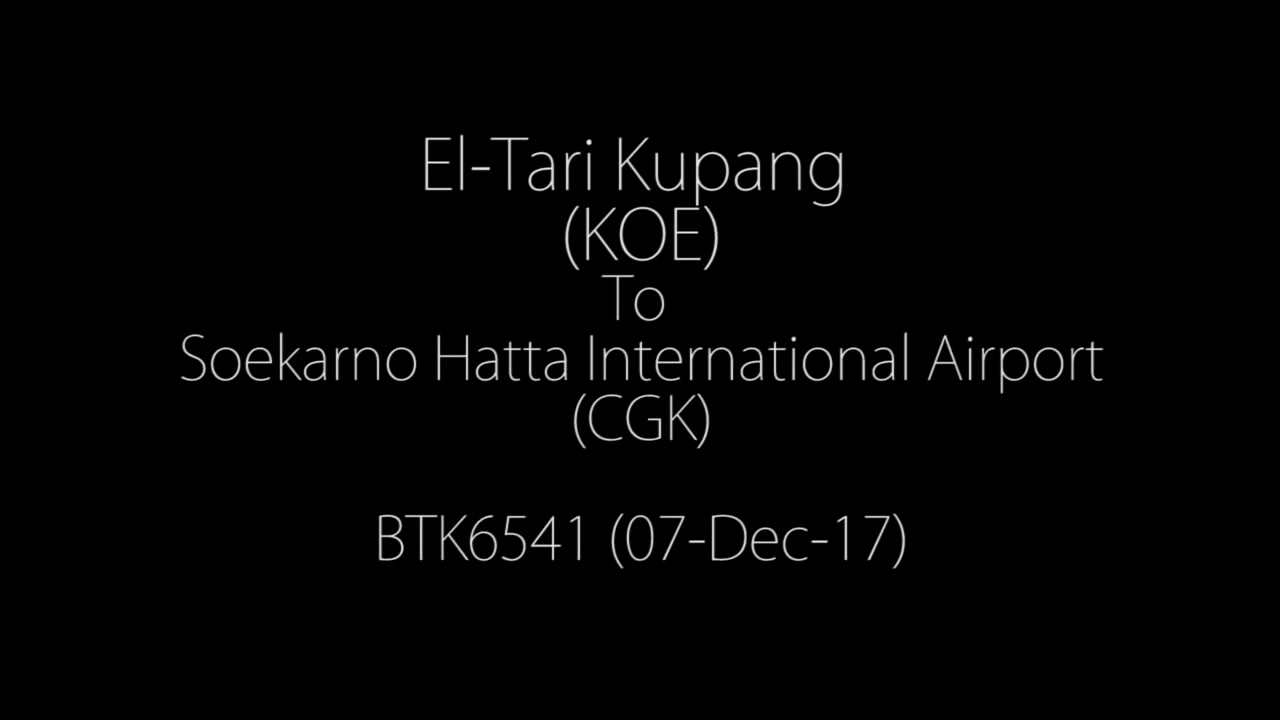 El-Tari Kupang
(KOE)
To
Soekarno Hatta International Airport
(CGK)
BTK6541 (07-Dec-17)